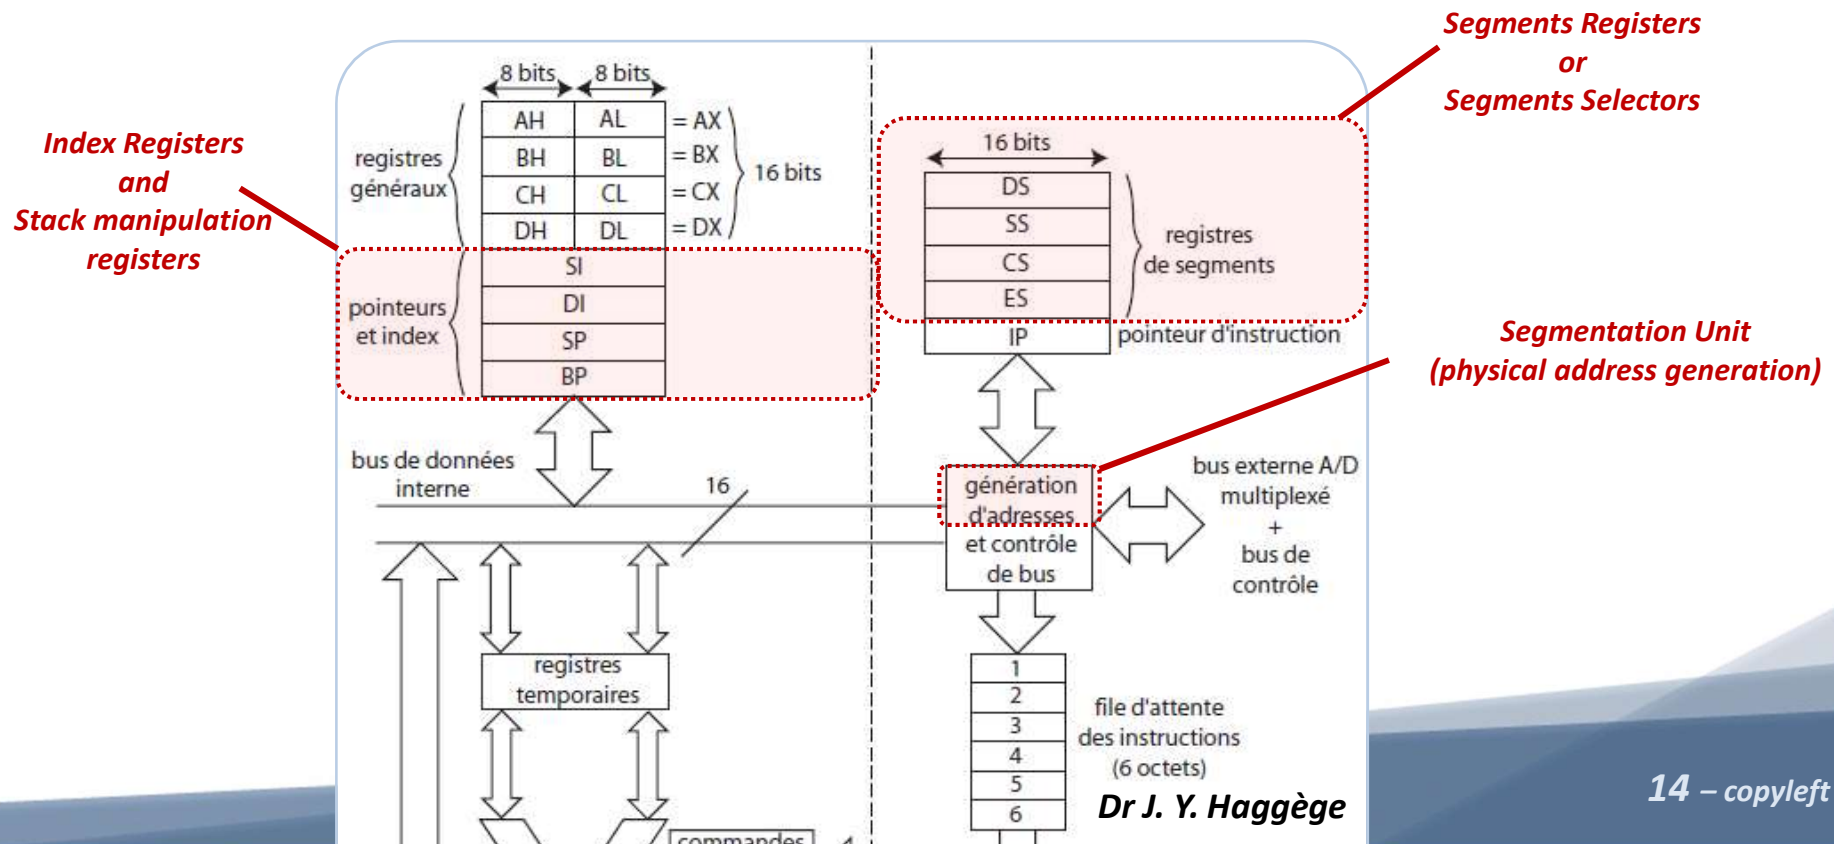 Segments Registers
or
Segments Selectors
Index Registers
and
Stack manipulation
registers
8 bits 8 bits
AH AL = AX
BH BL = BX
CH CL = CX
DH DL = DX
registres
généraux
16 bits
SI
DI
SP
BP
pointeurs
et index
16 bits
DS
SS
CS
ES
IP
registres
de segments
pointeur d'instruction
Segmentation Unit
(physical address generation)
bus de données
interne
16
génération
d'adresses
et contrôle
de bus
bus externe A/D
multiplexé
+
bus de
contrôle
registres
temporaires
1
2
3
4
5
6
file d'attente
des instructions
(6 octets)
Dr J. Y. Haggège
commandes
14 – copyleft